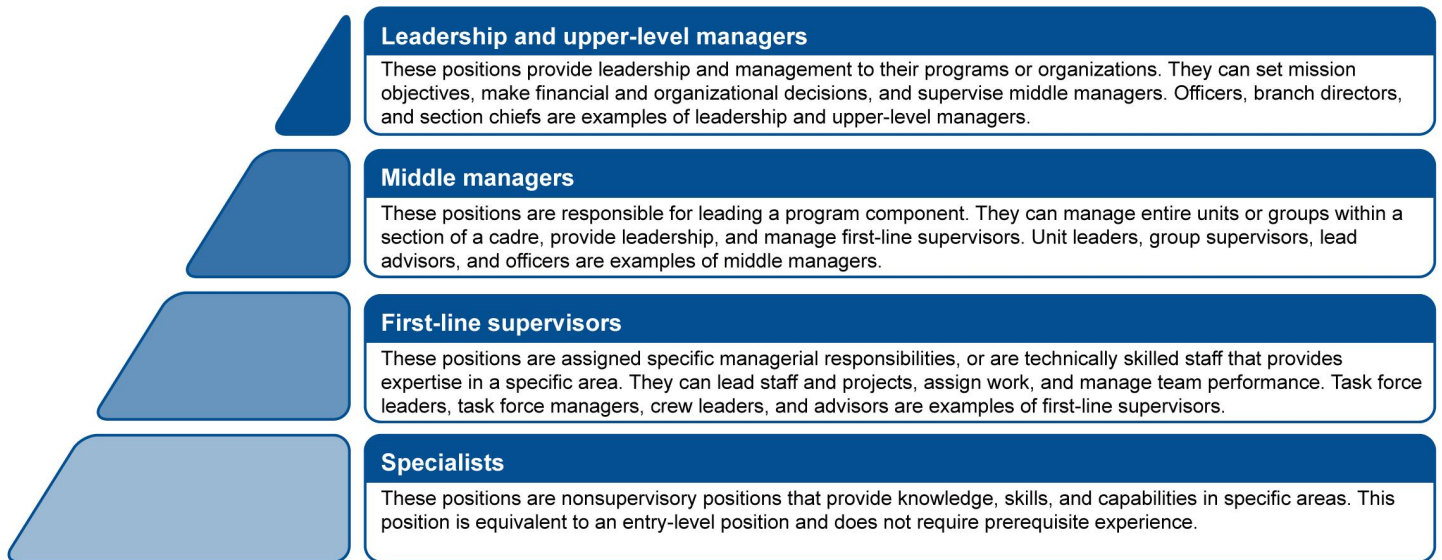 Leadership and upper-level managers
These positions provide leadership and management to their programs or organizations. They can set mission
objectives, make financial and organizational decisions, and supervise middle managers. Officers, branch directors,
and section chiefs are examples of leadership and upper-level managers.
Middle managers
These positions are responsible for leading a program component. They can manage entire units or groups within a
section of a cadre, provide leadership, and manage first-line supervisors. Unit leaders, group supervisors, lead
advisors, and officers are examples of middle managers.
First-line supervisors
These positions are assigned specific managerial responsibilities, or are technically skilled staff that provides
expertise in a specific area. They can lead staff and projects, assign work, and manage team performance. Task force
leaders, task force managers, crew leaders, and advisors are examples of first-line supervisors.
Specialists
These positions are nonsupervisory positions that provide knowledge, skills, and capabilities in specific areas. This
position is equivalent to an entry-level position and does not require prerequisite experience.